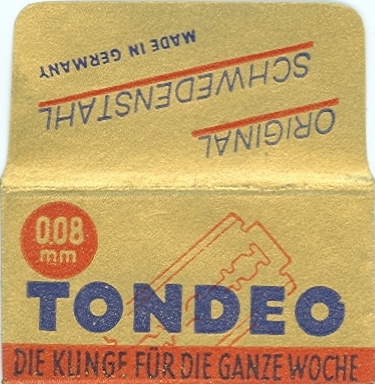 MADE IN GERMANY
SCHWEDENSTAHL
ORIGINAL
0,08
mm
TONDEO
DIE KLINGE FÜR DIE GANZE WOCHE